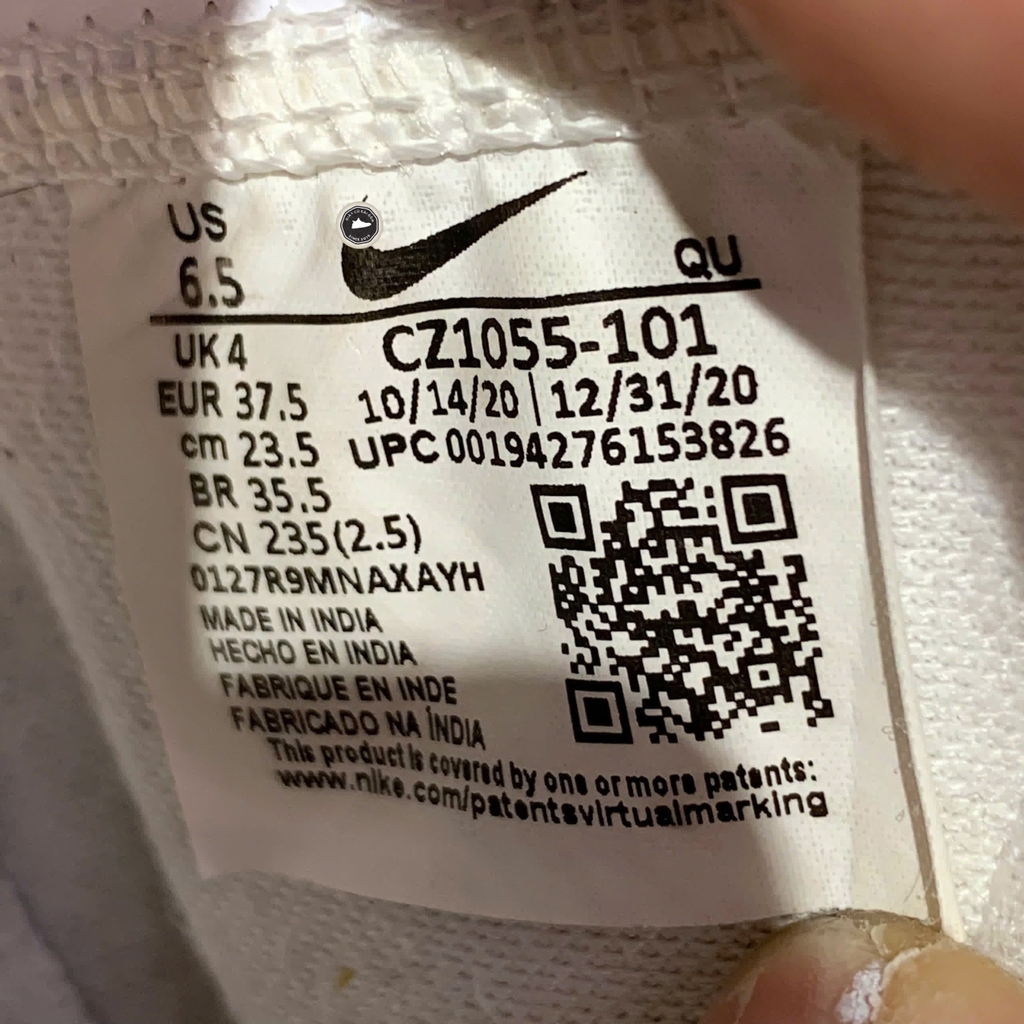 US
6.5
QU
UK 4
CZ1055-101
EUR 37.5
10/14/20 | 12/31/20
cm 23.5
UPC 00194276153826
BR 35.5
CN 235(2.5)
0127R9MNAXAYH
MADE IN INDIA
HECHO EN INDIA
FABRIQUE EN INDE
FABRICADO NA ÍNDIA
This product is covered by one or more patents:
www.nike.com/patentsvirtualmarking